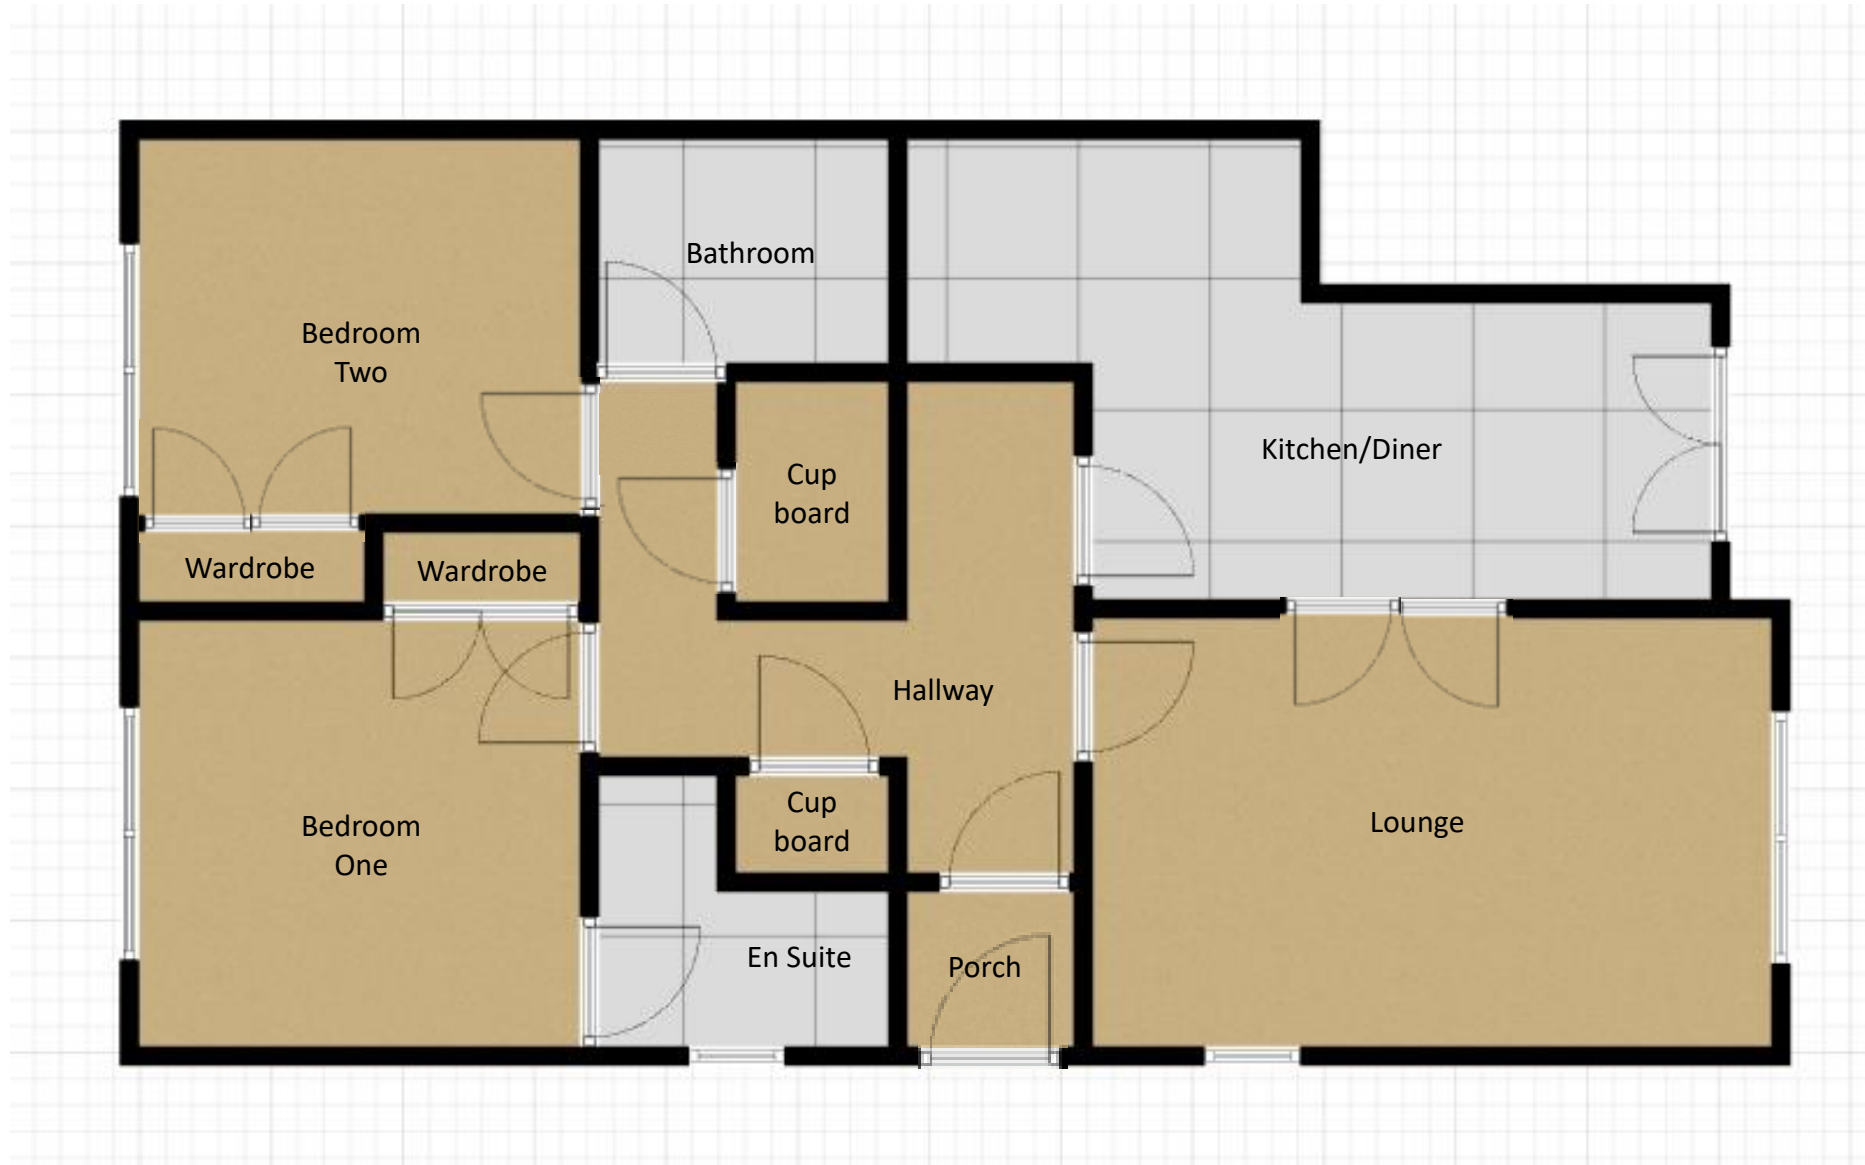 Bathroom
Bedroom
Two
Kitchen/Diner
Cup
board
Wardrobe
Wardrobe
Hallway
Cup
board
Bedroom
One
Lounge
En Suite
Porch